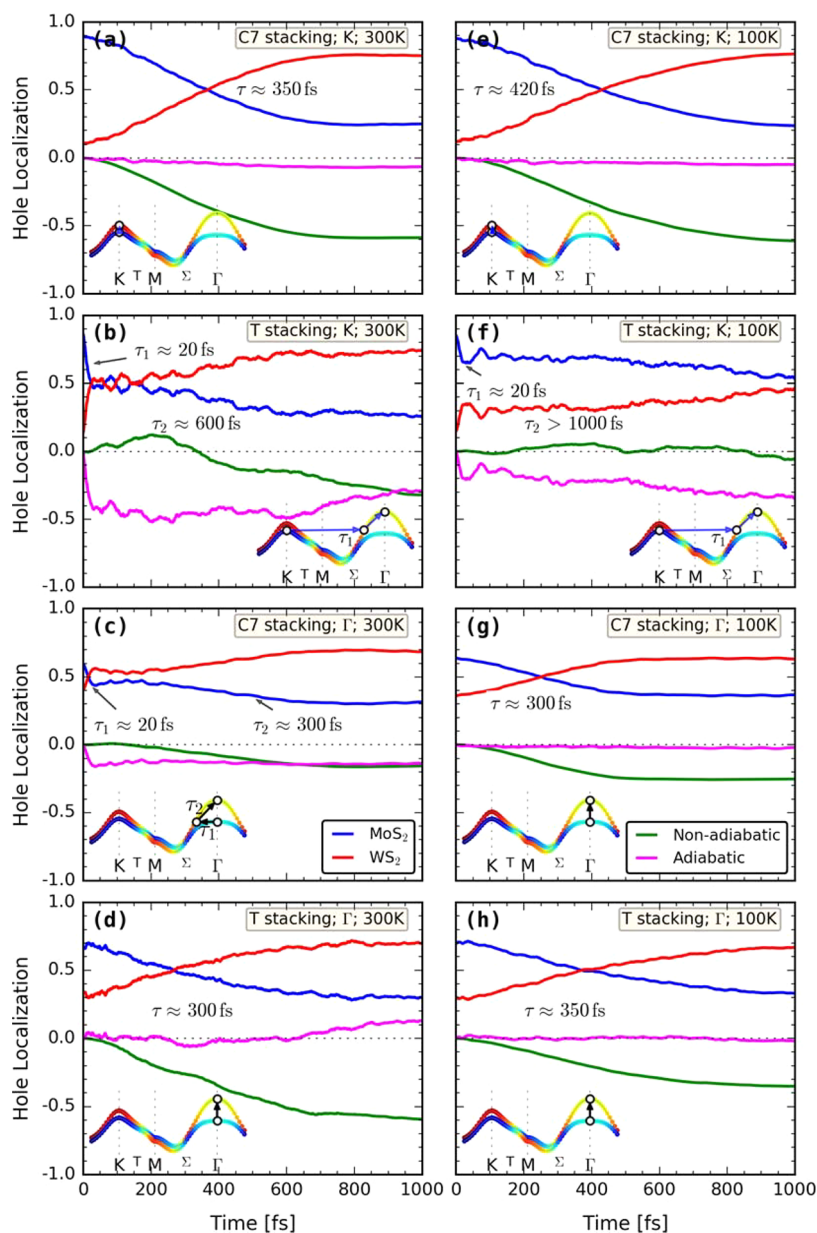 (a) C7 stacking; K; 300K
τ ≈ 350 fs
1.0
0.5
0.0
-0.5
-1.0
Hole Localization
K T M Σ Γ
(e) C7 stacking; K; 100K
τ ≈ 420 fs
K T M Σ Γ
(b) T stacking; K; 300K
τ₁ ≈ 20 fs
τ₂ ≈ 600 fs
τ₁
1.0
0.5
0.0
-0.5
-1.0
Hole Localization
K T M Σ Γ
(f) T stacking; K; 100K
τ₁ ≈ 20 fs
τ₂ > 1000 fs
τ₁
K T M Σ Γ
(c) C7 stacking; Γ; 300K
τ₁ ≈ 20 fs
τ₂ ≈ 300 fs
τ₂
τ₁
1.0
0.5
0.0
-0.5
-1.0
Hole Localization
K T M Σ Γ
MoS₂
WS₂
(g) C7 stacking; Γ; 100K
τ ≈ 300 fs
K T M Σ Γ
Non-adiabatic
Adiabatic
(d) T stacking; Γ; 300K
τ ≈ 300 fs
1.0
0.5
0.0
-0.5
-1.0
Hole Localization
K T M Σ Γ
0 200 400 600 800 1000
Time [fs]
(h) T stacking; Γ; 100K
τ ≈ 350 fs
K T M Σ Γ
0 200 400 600 800 1000
Time [fs]